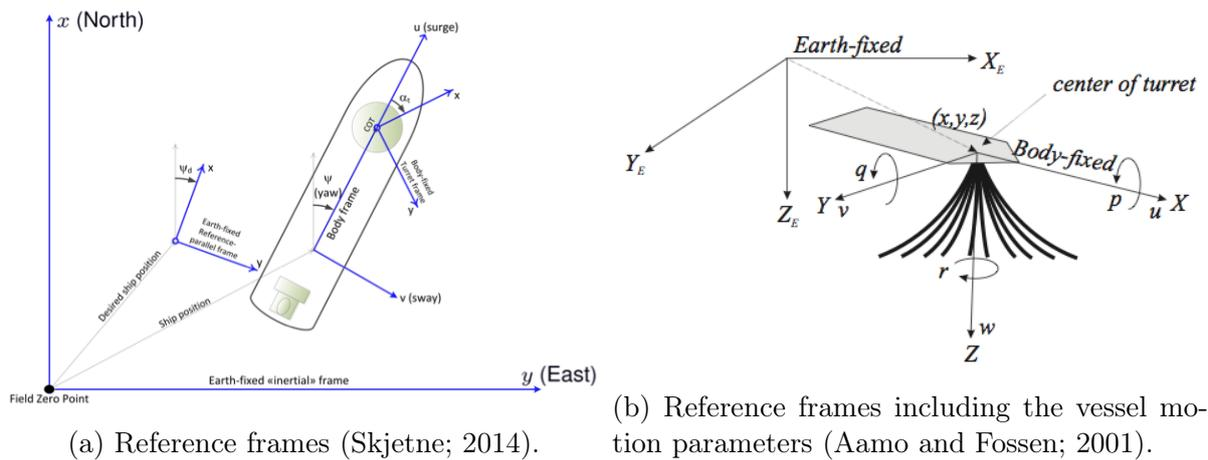 x (North)
u (surge)
αt
x
COT
Body-fixed
Turret frame
y
ψd
x
ψ
(yaw)
Body frame
Earth-fixed
Reference-
parallel frame
y
Desired ship position
Ship position
v (sway)
Earth-fixed «inertial» frame
y (East)
Field Zero Point
(a) Reference frames (Skjetne; 2014).
Earth-fixed
XE
center of turret
(x,y,z)
YE
Body-fixed
q
ZE
Y v
p
u X
r
w
Z
(b) Reference frames including the vessel mo-
tion parameters (Aamo and Fossen; 2001).